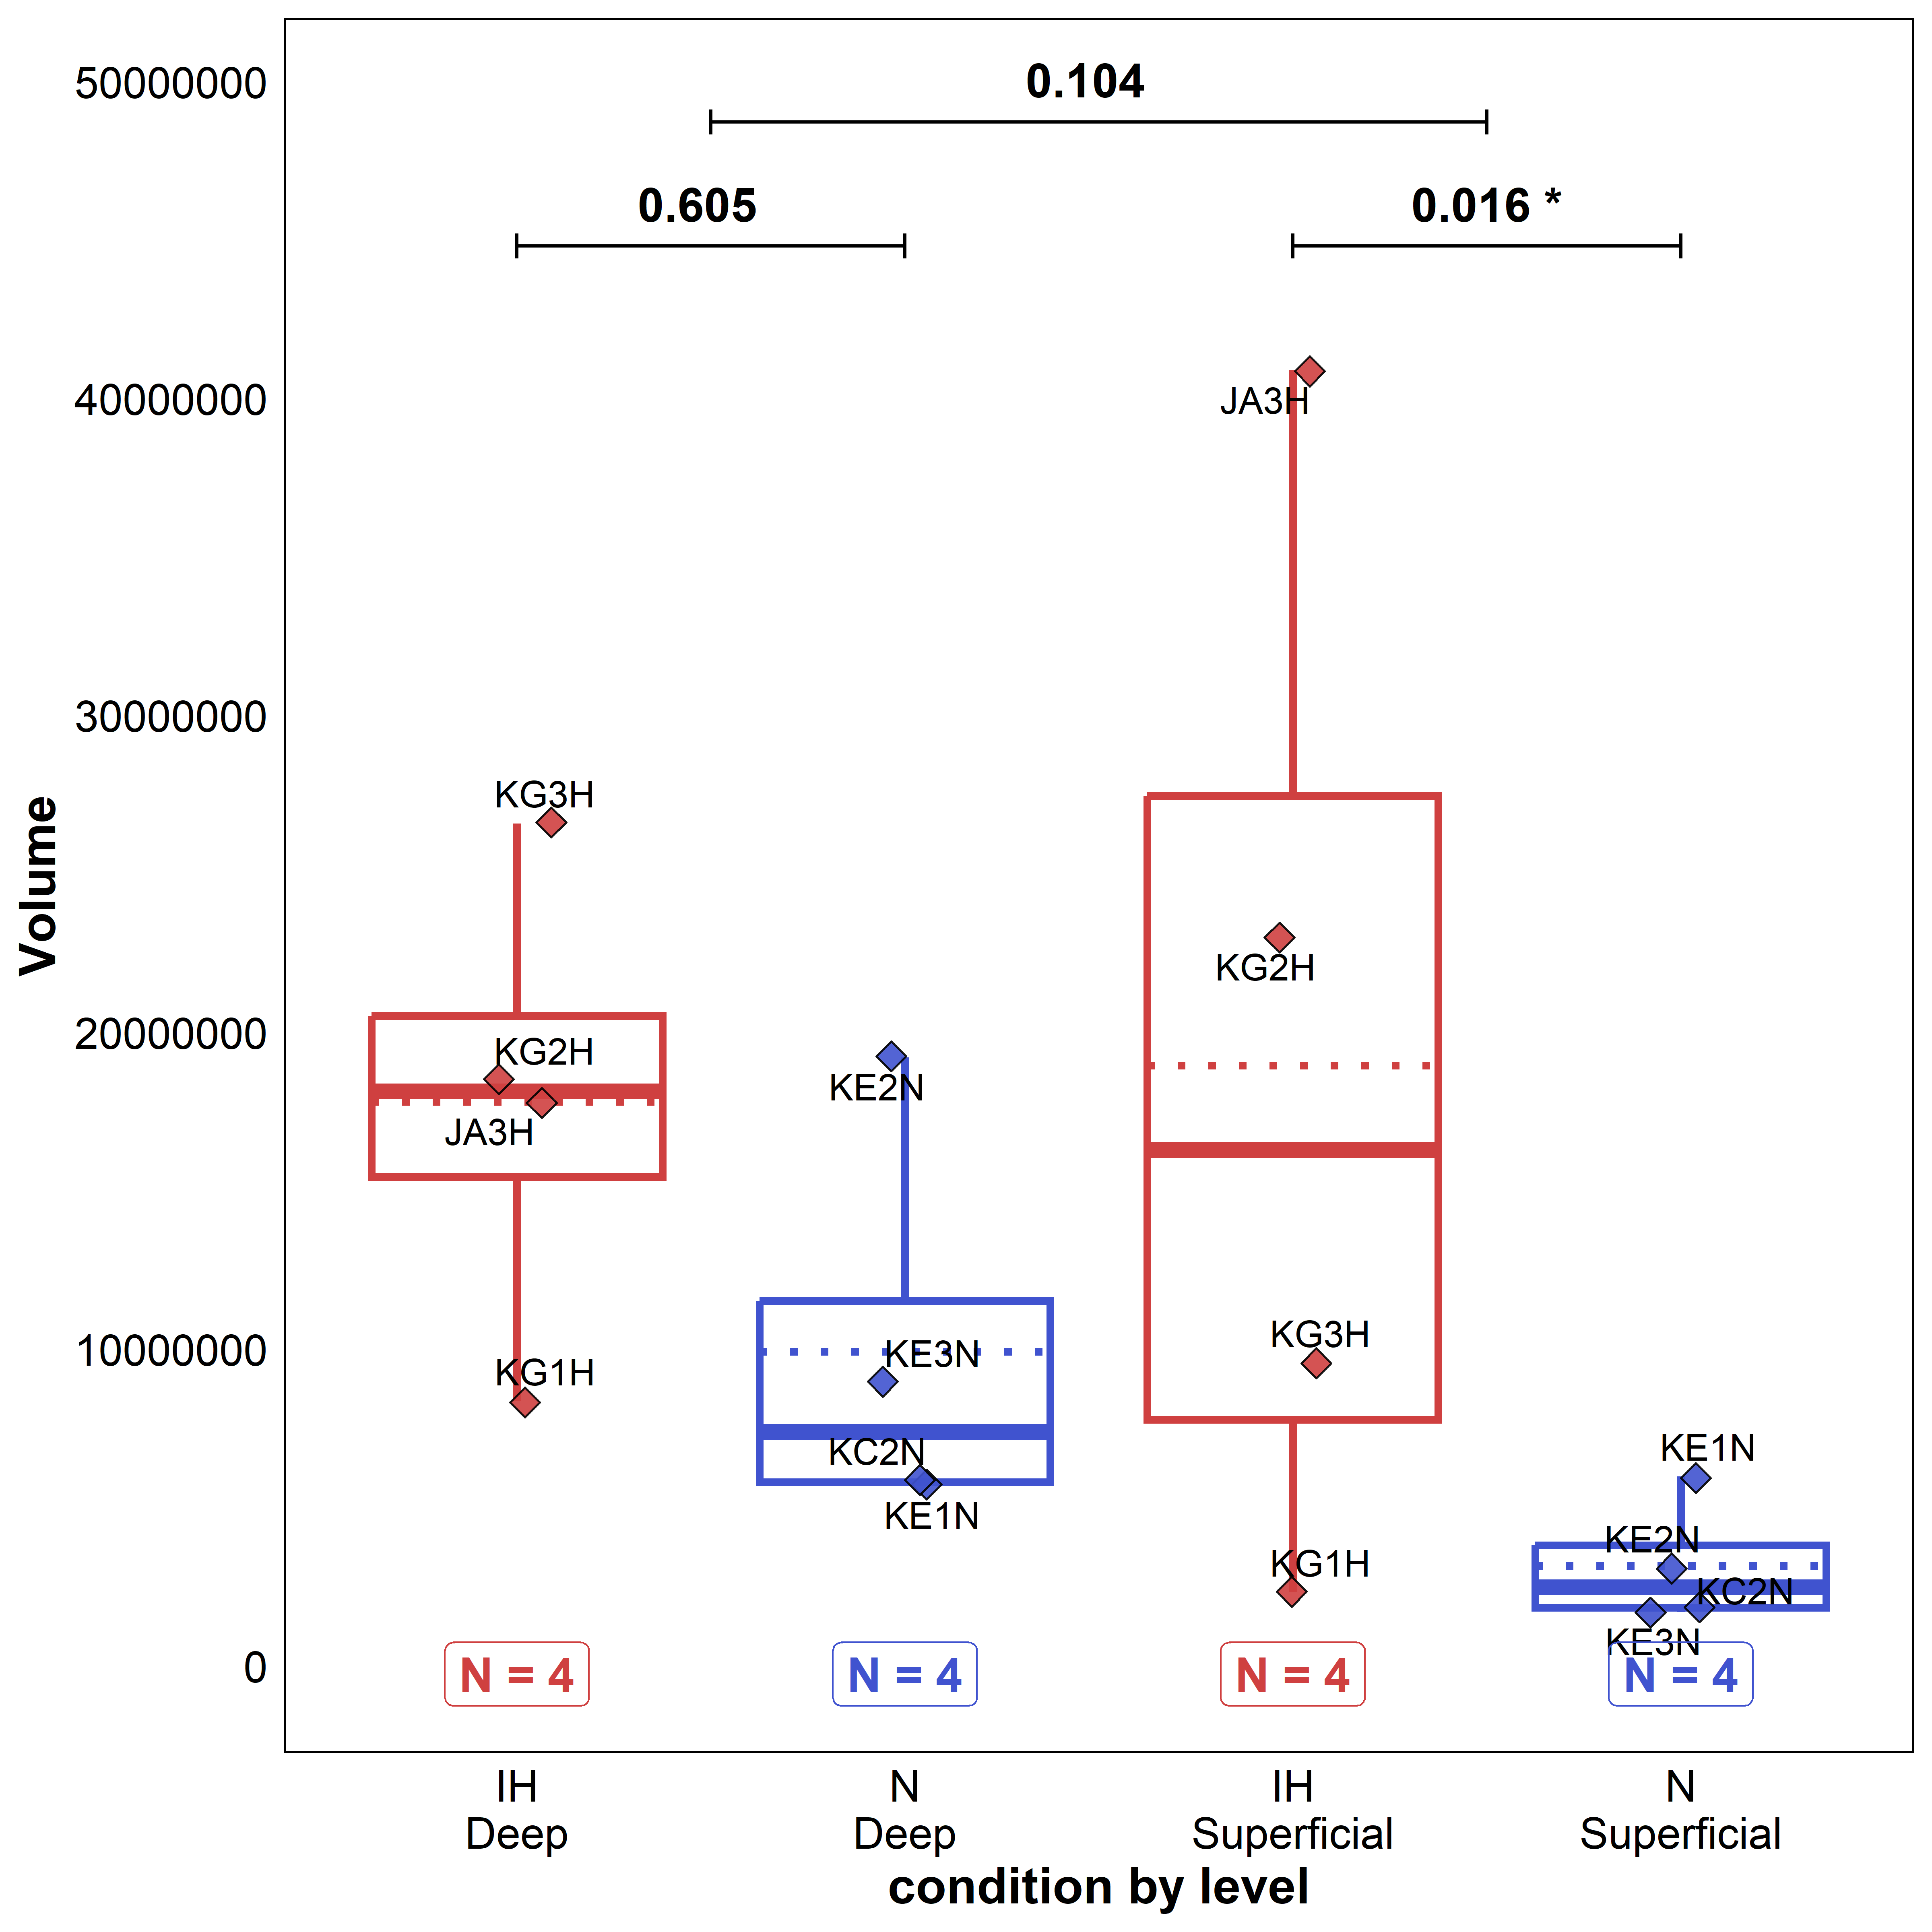 50000000
40000000
30000000
20000000
10000000
0
Volume
0.104
0.605
0.016 *
JA3H
KG3H
KG2H
KG2H
JA3H
KE2N
KG1H
KE3N
KG3H
KC2N
KE1N
KE1N
KE2N
KG1H
KC2N
KE3N
N = 4
N = 4
N = 4
N = 4
IH
Deep
N
Deep
IH
Superficial
N
Superficial
condition by level